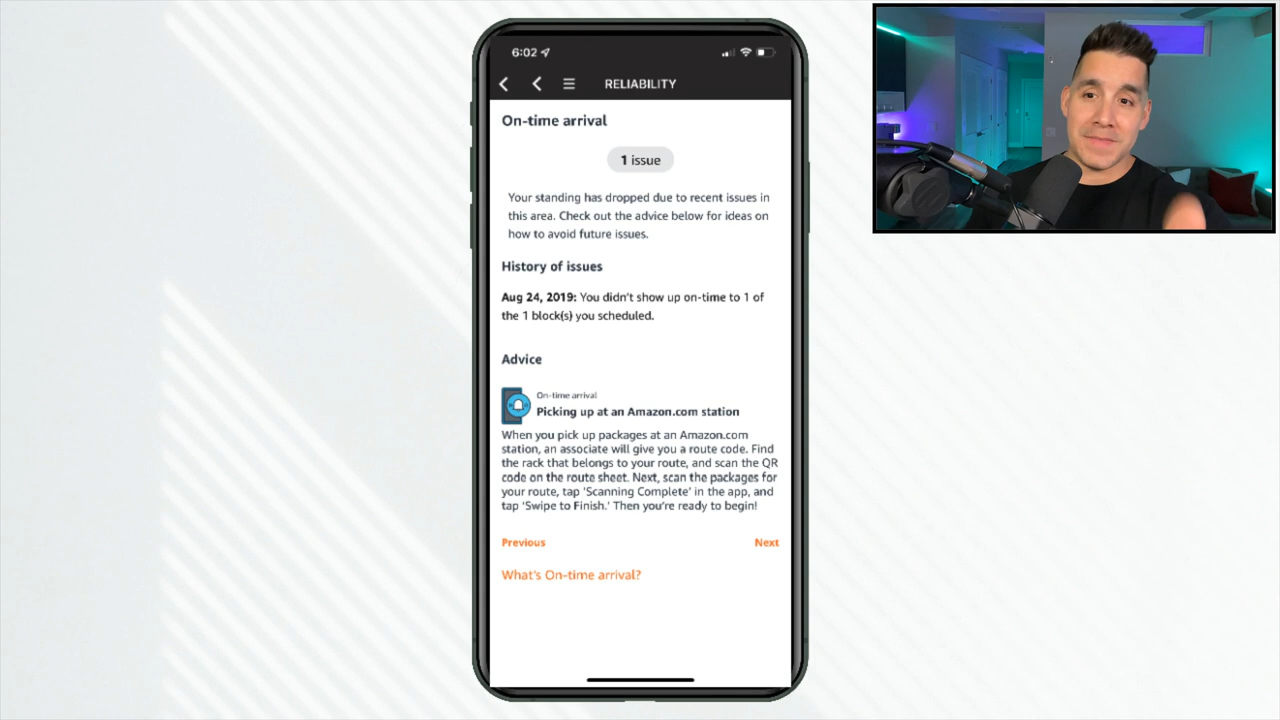 6:02
RELIABILITY
On-time arrival
1 issue
Your standing has dropped due to recent issues in
this area. Check out the advice below for ideas on
how to avoid future issues.
History of issues
Aug 24, 2019: You didn't show up on-time to 1 of
the 1 block(s) you scheduled.
Advice
On-time arrival
Picking up at an Amazon.com station
When you pick up packages at an Amazon.com
station, an associate will give you a route code. Find
the rack that belongs to your route, and scan the QR
code on the route sheet. Next, scan the packages for
your route, tap 'Scanning Complete' in the app, and
tap 'Swipe to Finish.' Then you're ready to begin!
Previous
Next
What's On-time arrival?